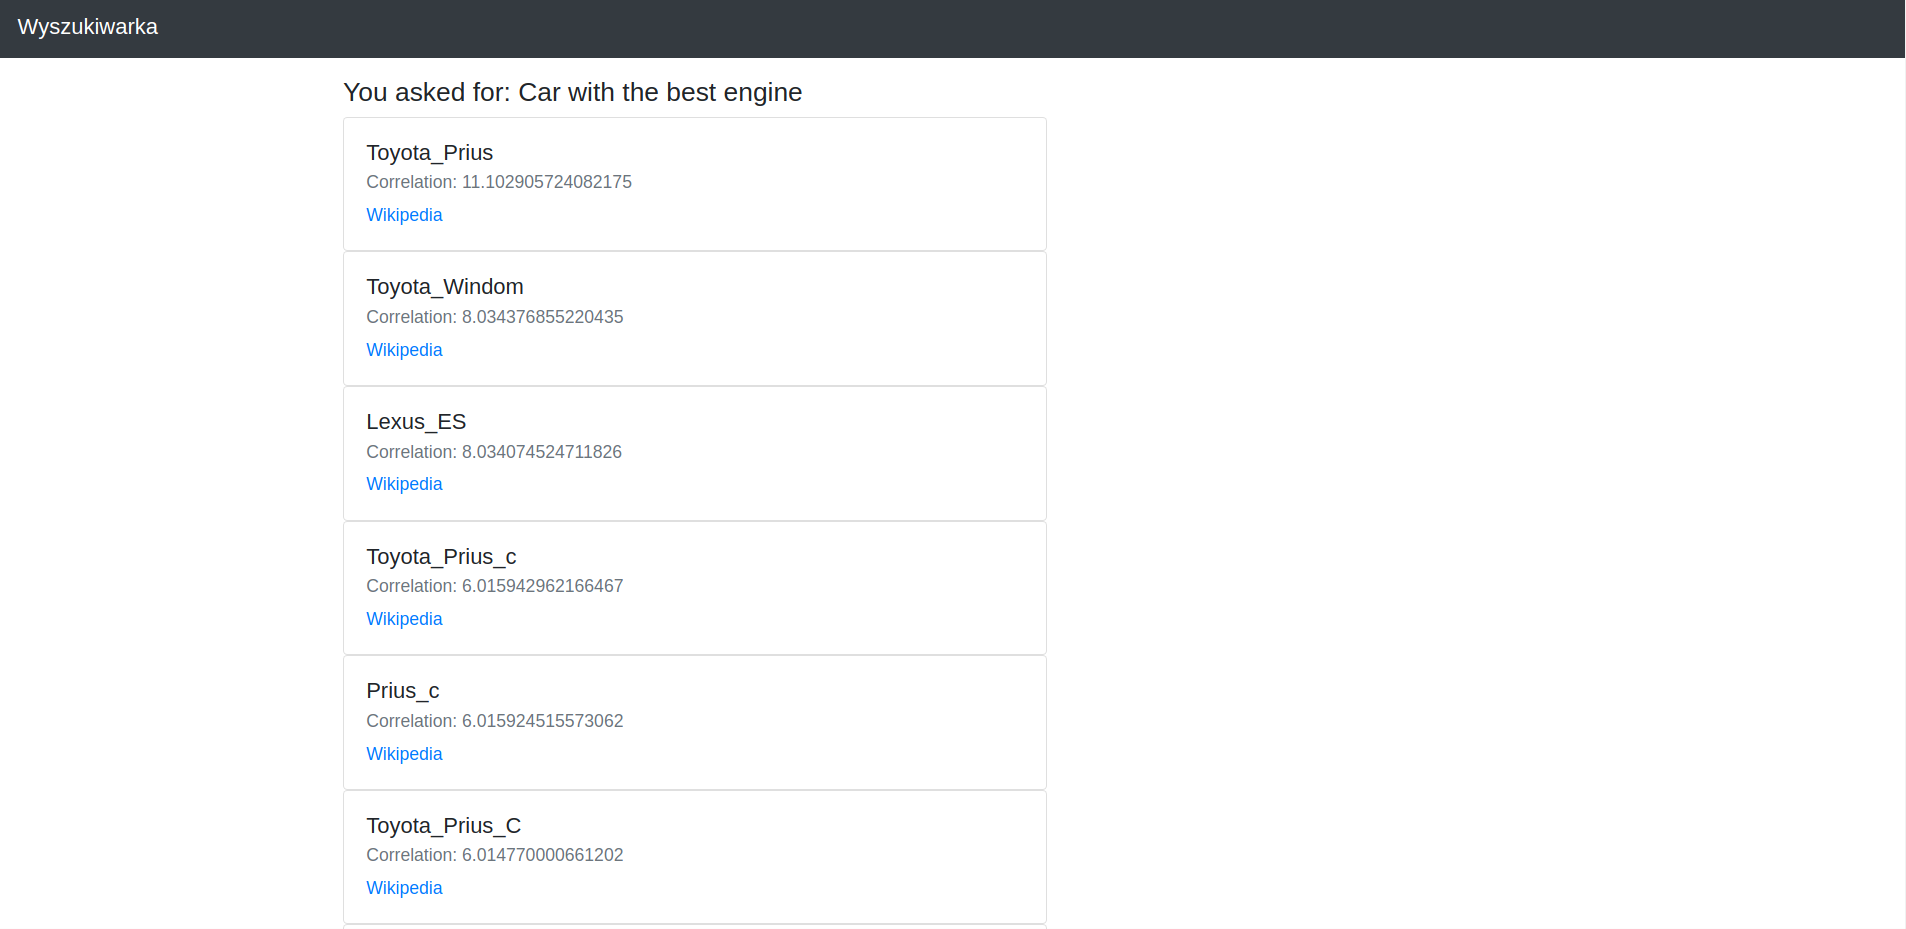 Wyszukiwarka
You asked for: Car with the best engine
Toyota_Prius
Correlation: 11.102905724082175
Wikipedia
Toyota_Windom
Correlation: 8.034376855220435
Wikipedia
Lexus_ES
Correlation: 8.034074524711826
Wikipedia
Toyota_Prius_c
Correlation: 6.015942962166467
Wikipedia
Prius_c
Correlation: 6.015924515573062
Wikipedia
Toyota_Prius_C
Correlation: 6.014770000661202
Wikipedia